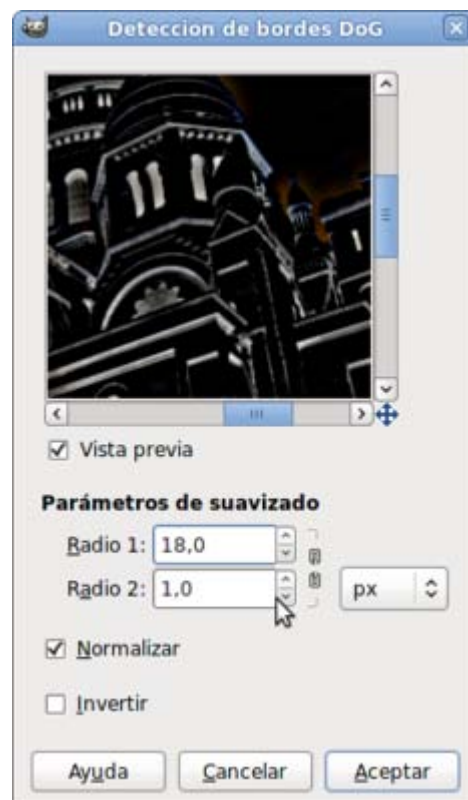 Deteccion de bordes DoG
Vista previa
Parámetros de suavizado
Radio 1: 18,0
Radio 2: 1,0 px
Normalizar
Invertir
Ayuda Cancelar Aceptar